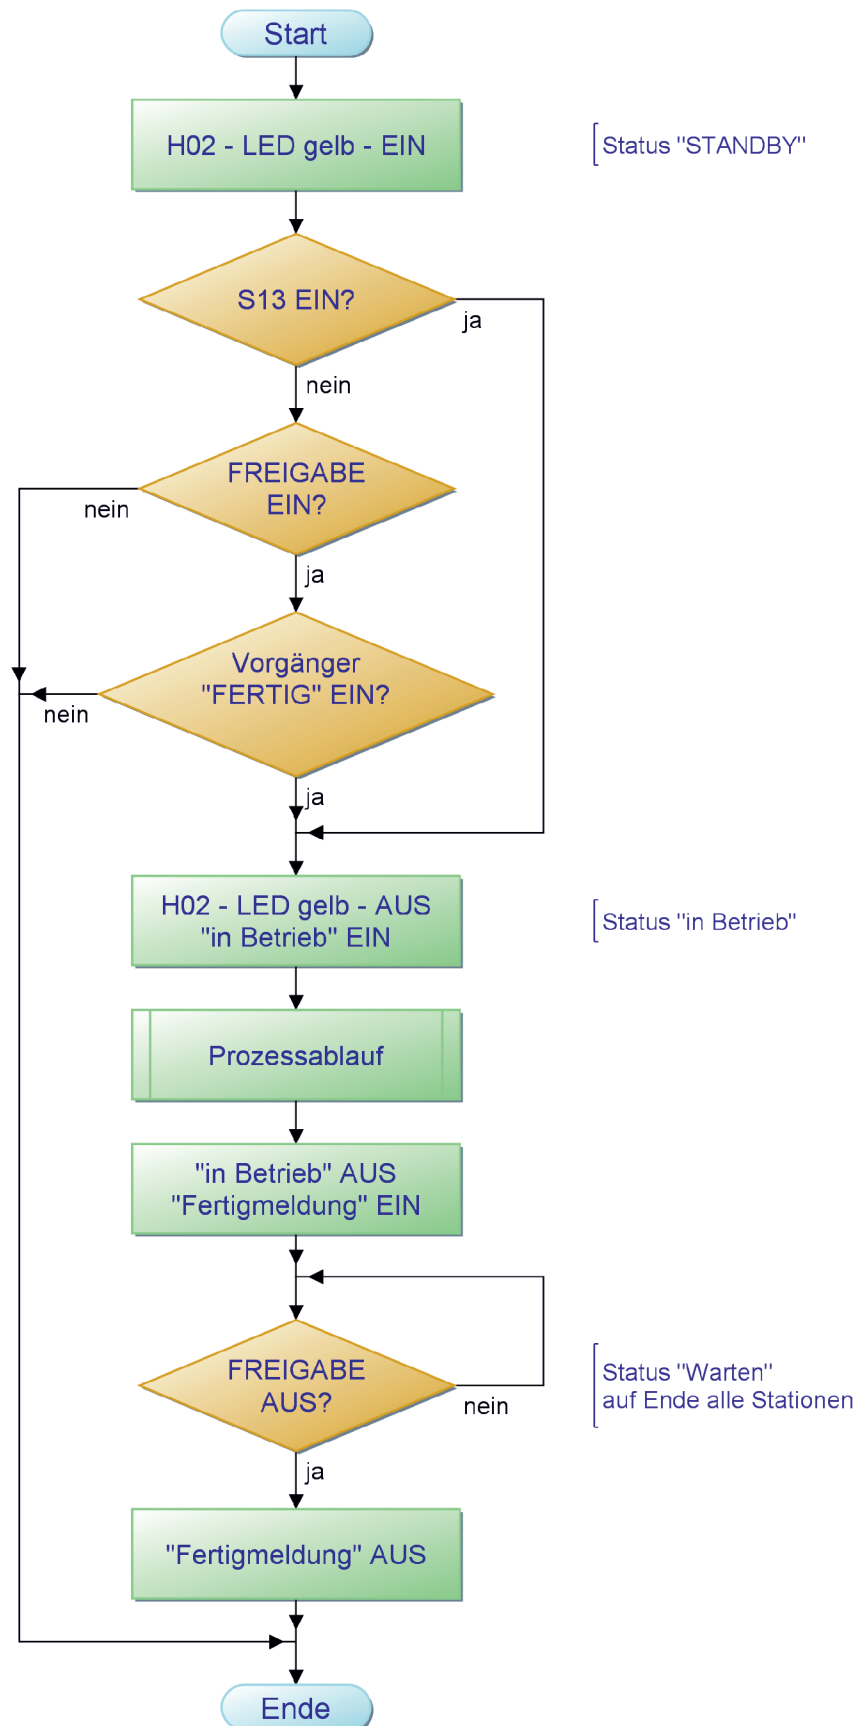 Start
H02 - LED gelb - EIN
Status "STANDBY"
S13 EIN?
ja
nein
FREIGABE
EIN?
nein
ja
Vorgänger
"FERTIG" EIN?
nein
ja
H02 - LED gelb - AUS
"in Betrieb" EIN
Status "in Betrieb"
Prozessablauf
"in Betrieb" AUS
"Fertigmeldung" EIN
FREIGABE
AUS?
nein
Status "Warten"
auf Ende alle Stationen
ja
"Fertigmeldung" AUS
Ende